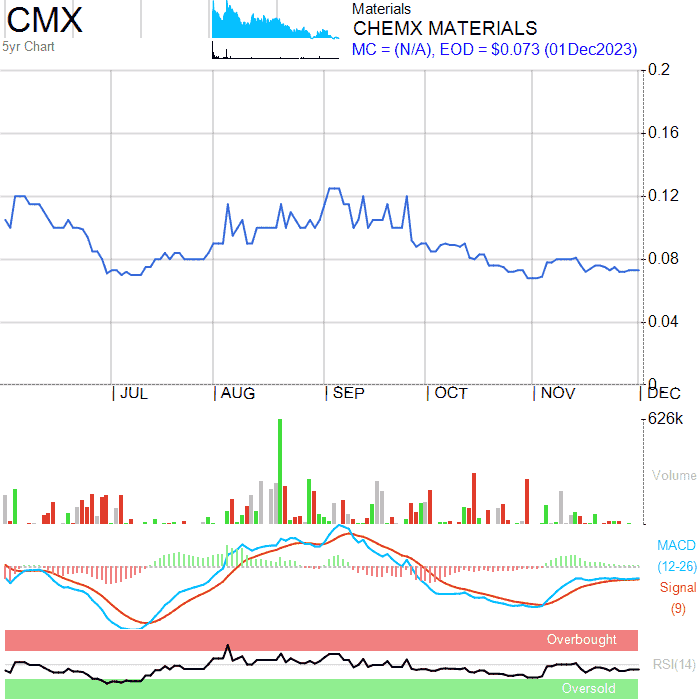 CMX
5yr Chart
Materials
CHEMX MATERIALS
MC = (N/A), EOD = $0.073 (01Dec2023)
0.2
0.16
0.12
0.08
0.04
0
JUL AUG SEP OCT NOV DEC
626k
Volume
MACD
(12-26)
Signal
(9)
Overbought
RSI(14)
Oversold